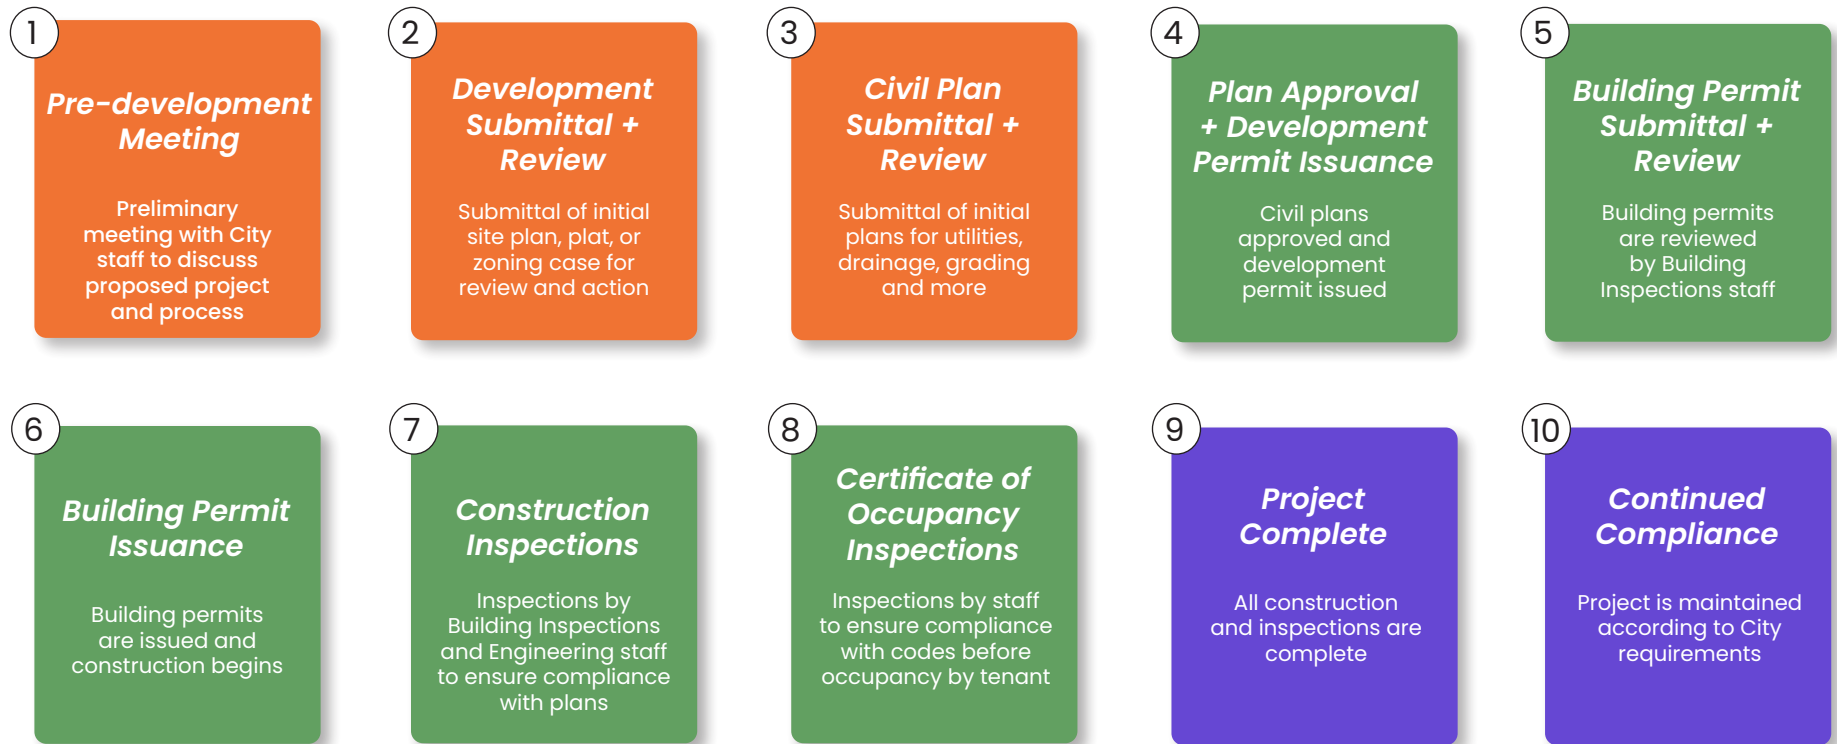 1
Pre-development
Meeting
Preliminary
meeting with City
staff to discuss
proposed project
and process
2
Development
Submittal +
Review
Submittal of initial
site plan, plat, or
zoning case for
review and action
3
Civil Plan
Submittal +
Review
Submittal of initial
plans for utilities,
drainage, grading
and more
4
Plan Approval
+ Development
Permit Issuance
Civil plans
approved and
development
permit issued
5
Building Permit
Submittal +
Review
Building permits
are reviewed
by Building
Inspections staff
6
Building Permit
Issuance
Building permits
are issued and
construction begins
7
Construction
Inspections
Inspections by
Building Inspections
and Engineering staff
to ensure compliance
with plans
8
Certificate of
Occupancy
Inspections
Inspections by staff
to ensure compliance
with codes before
occupancy by tenant
9
Project
Complete
All construction
and inspections are
complete
10
Continued
Compliance
Project is maintained
according to City
requirements